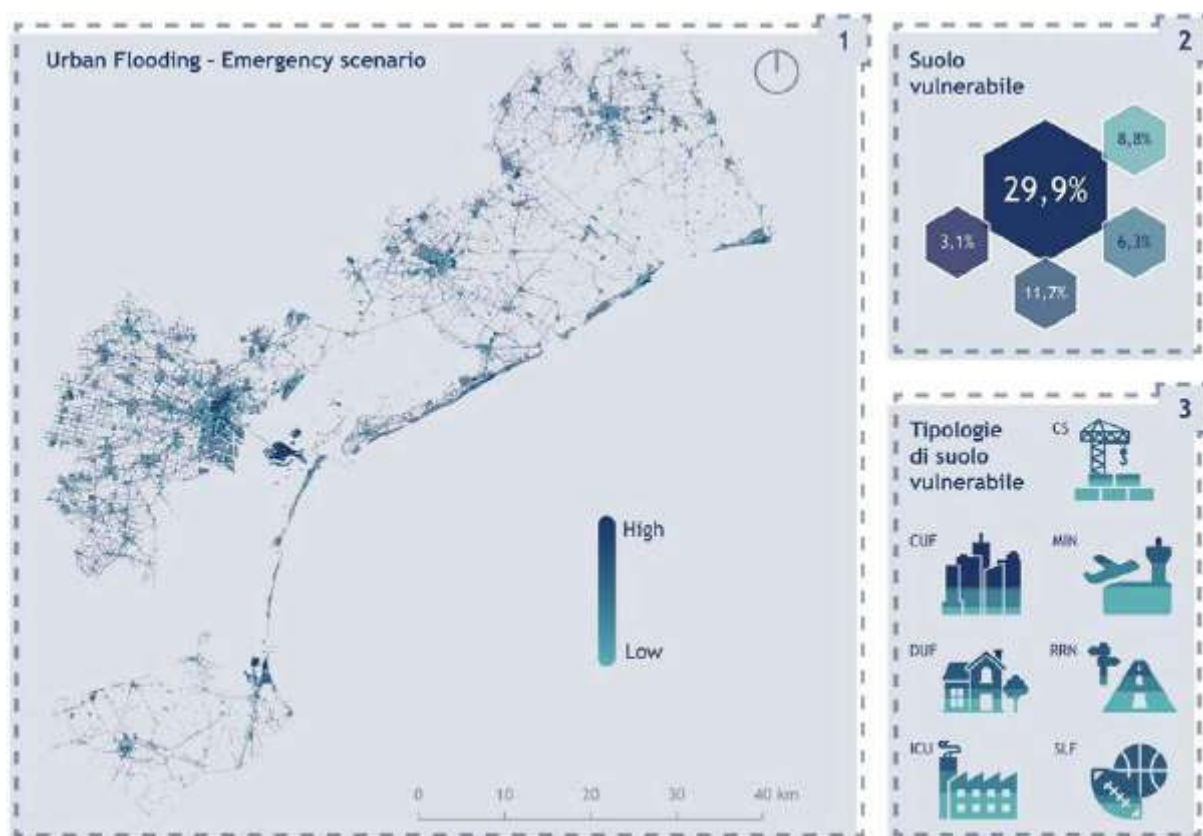 Urban Flooding - Emergency scenario
1
High
Low
0 10 20 30 40 km
2
Suolo
vulnerabile
8,8%
29,9%
3,1%
6,3%
11,7%
3
Tipologie
di suolo
vulnerabile
CS
CUF
MIN
DUF
RRN
ICU
SLF